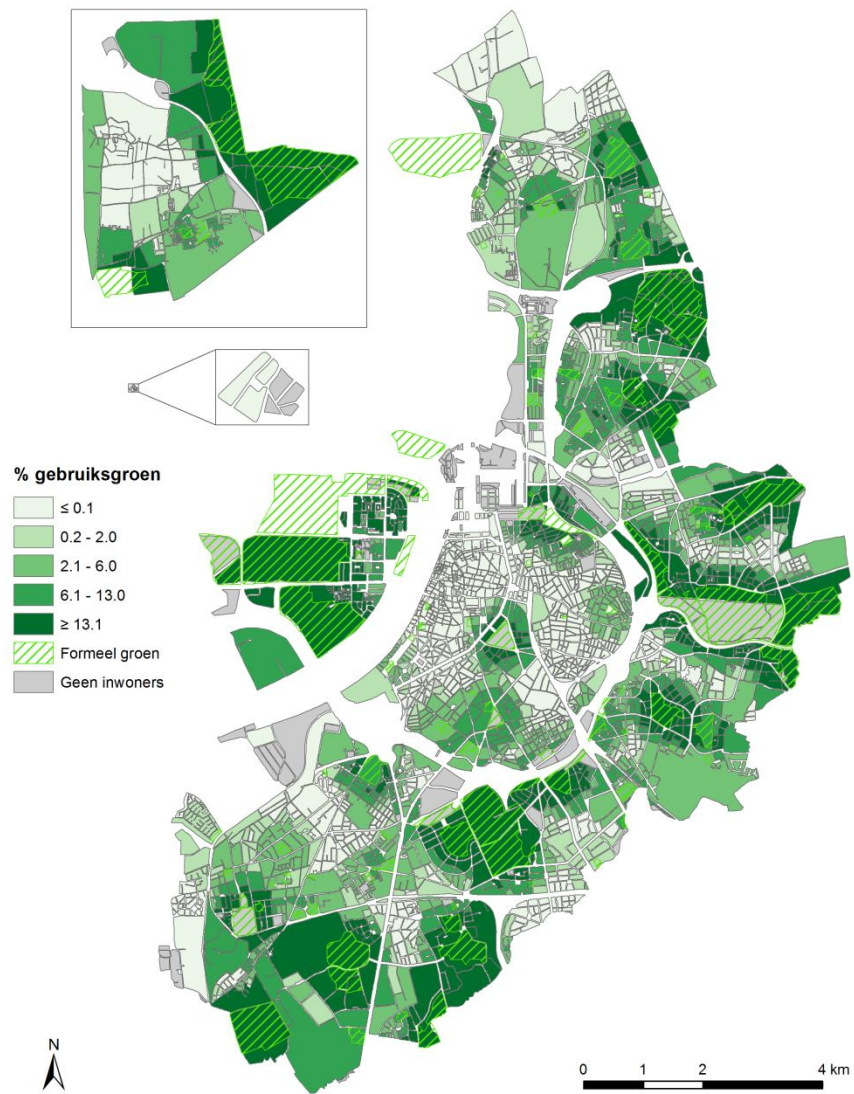 % gebruiksgroen
≤ 0.1
0.2 - 2.0
2.1 - 6.0
6.1 - 13.0
≥ 13.1
Formeel groen
Geen inwoners
N
0 1 2 4 km